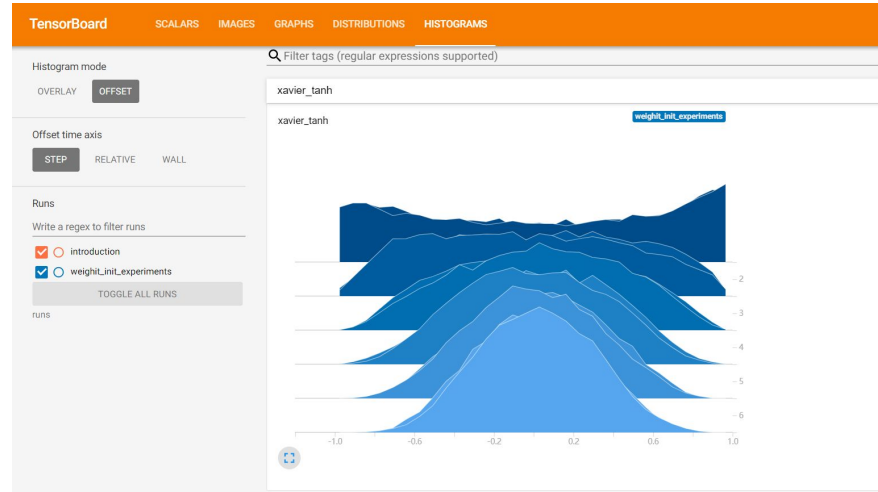 TensorBoard SCALARS IMAGES GRAPHS DISTRIBUTIONS HISTOGRAMS
Histogram mode
OVERLAY OFFSET
Offset time axis
STEP RELATIVE WALL
Runs
Write a regex to filter runs
introduction
weighit_init_experiments
TOGGLE ALL RUNS
runs
Filter tags (regular expressions supported)
xavier_tanh
xavier_tanh
weighit_init_experiments
2
3
4
5
6
-1.0 -0.6 -0.2 0.2 0.6 1.0